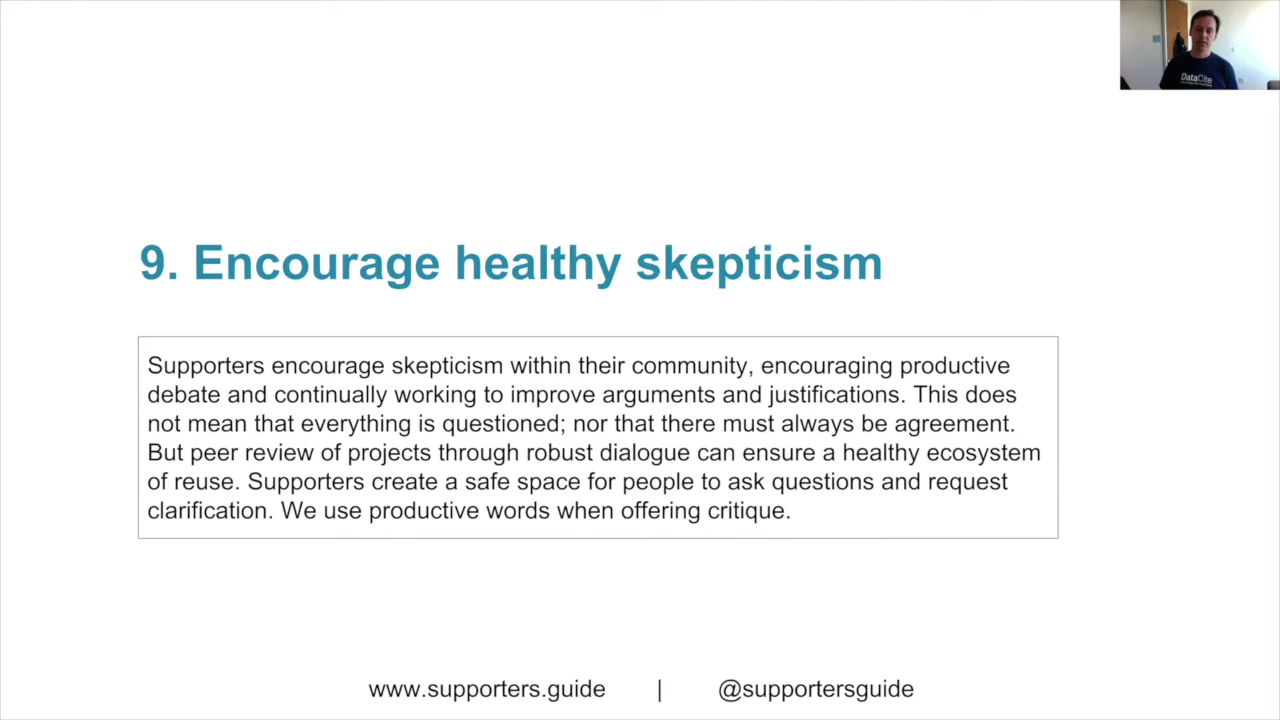 DataCite
9. Encourage healthy skepticism
Supporters encourage skepticism within their community, encouraging productive
debate and continually working to improve arguments and justifications. This does
not mean that everything is questioned; nor that there must always be agreement.
But peer review of projects through robust dialogue can ensure a healthy ecosystem
of reuse. Supporters create a safe space for people to ask questions and request
clarification. We use productive words when offering critique.
www.supporters.guide | @supportersguide